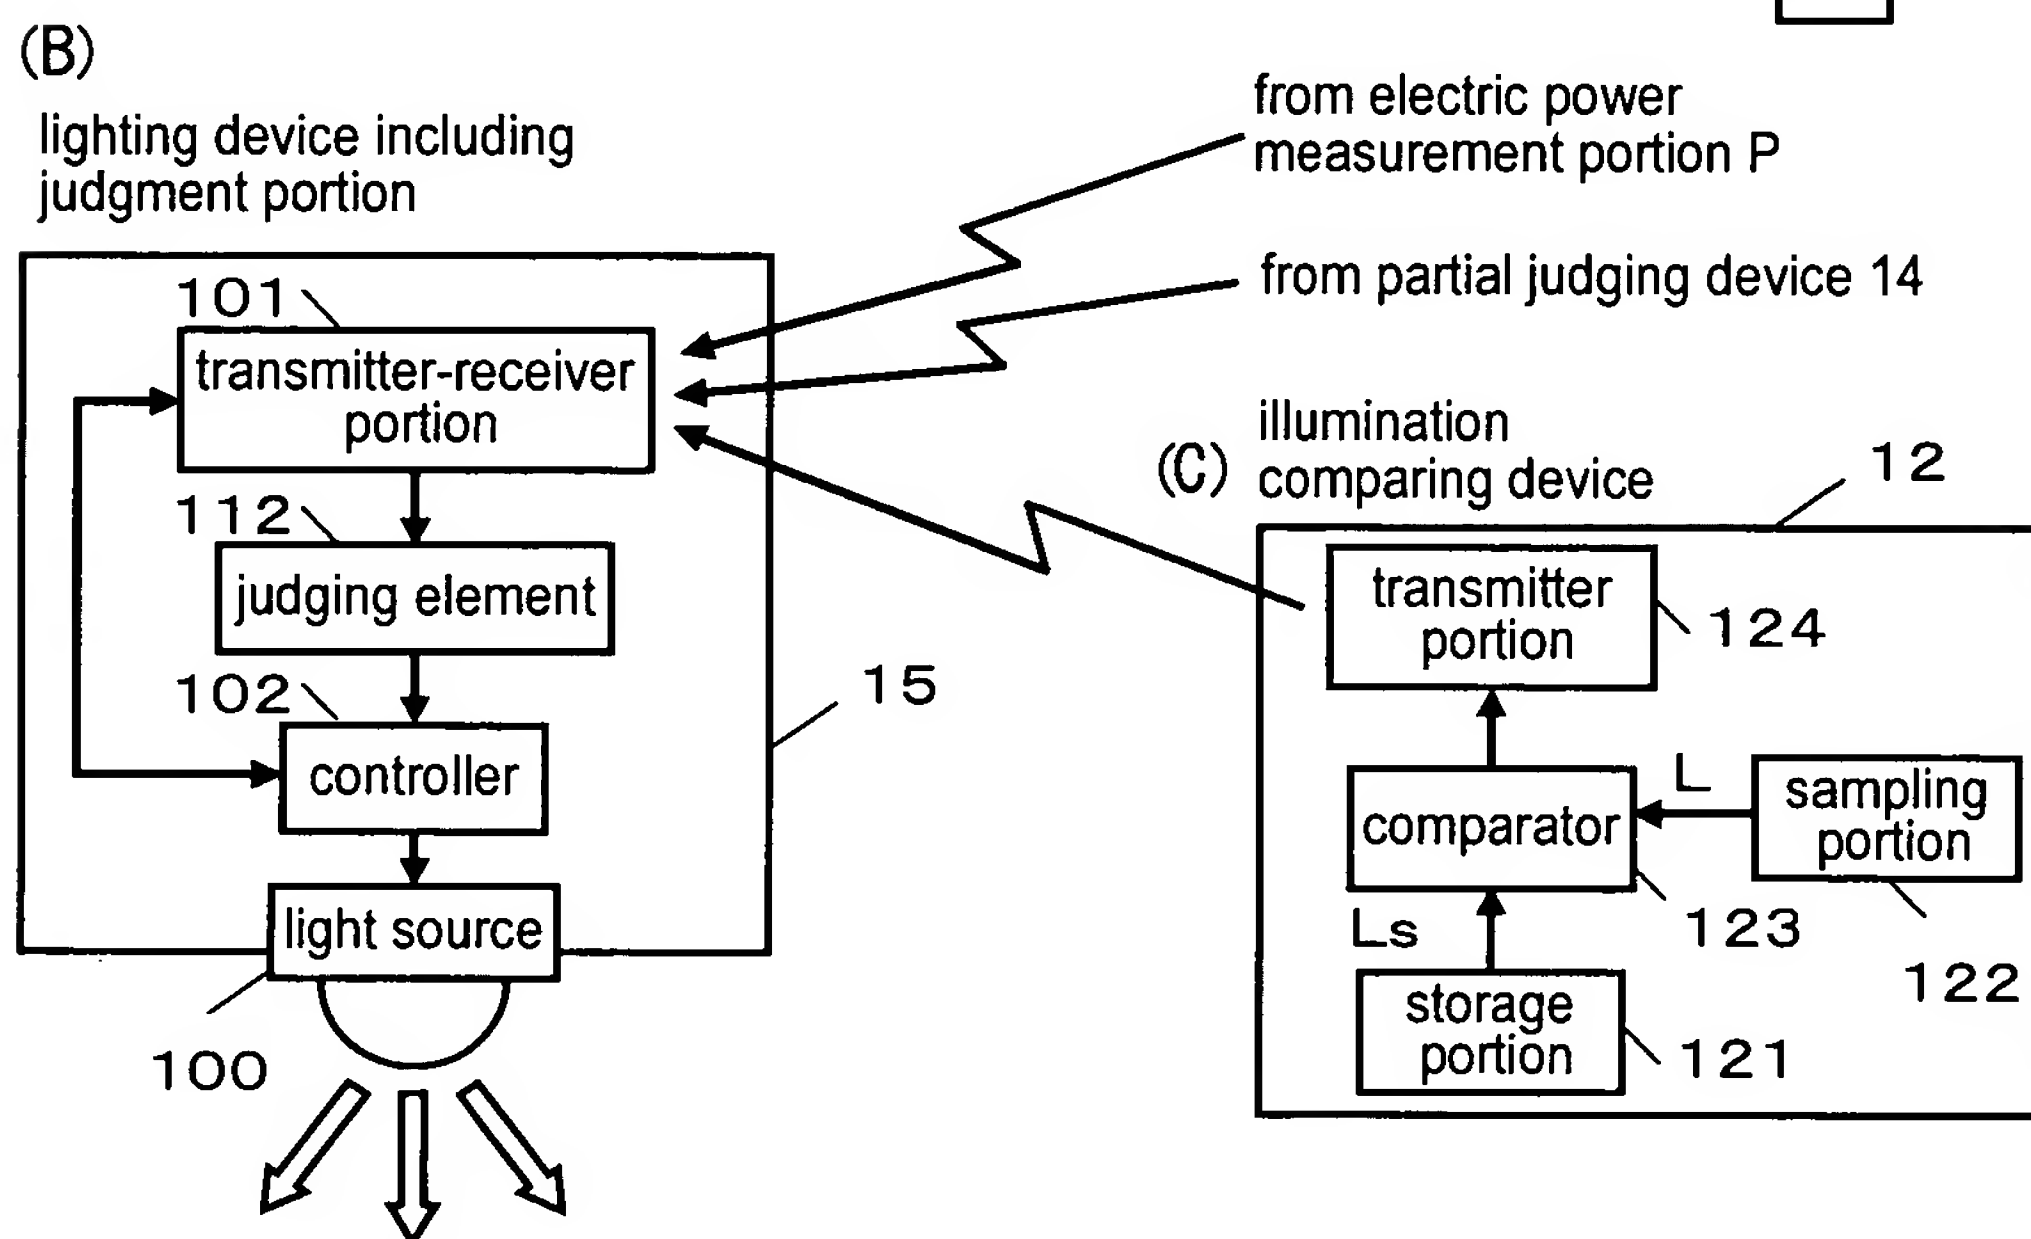 (B)
lighting device including
judgment portion
from electric power
measurement portion P
from partial judging device 14
101
transmitter-receiver
portion
112
judging element
102
controller
15
light source
100
(C)
illumination
comparing device
12
transmitter
portion
124
comparator
L
sampling
portion
123
122
Ls
storage
portion
121